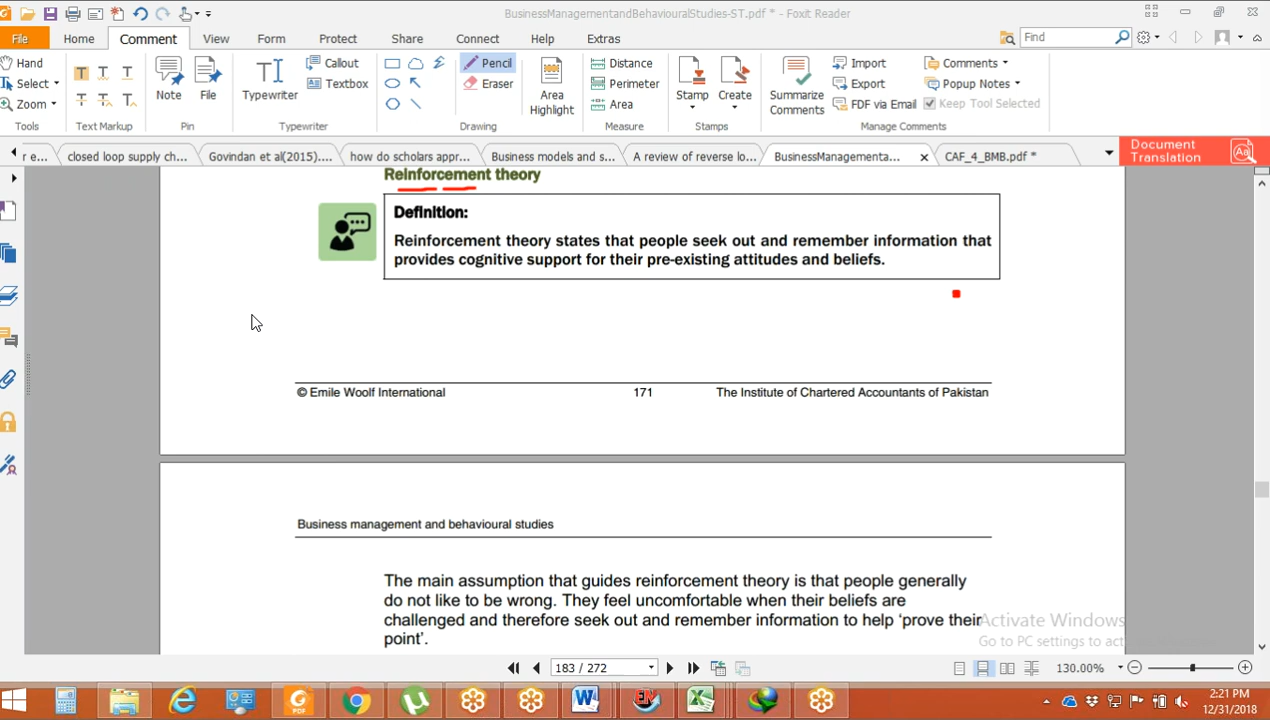 BusinessManagementandBehaviouralStudies-ST.pdf * - Foxit Reader
File Home Comment View Form Protect Share Connect Help Extras Find
Hand
Select
Zoom
Tools
T T T
T T T
Text Markup
Note
File
Pin
Typewriter
Callout
Textbox
Typewriter
Pencil
Eraser
Area
Highlight
Drawing
Distance
Perimeter
Area
Measure
Stamp
Create
Stamps
Summarize
Comments
Import
Export
FDF via Email
Comments
Popup Notes
Keep Tool Selected
Manage Comments
r e...
closed loop supply ch...
Govindan et al(2015)....
how do scholars appr...
Business models and s...
A review of reverse lo...
BusinessManagementa...
CAF_4_BMB.pdf *
Document
Translation
Reinforcement theory
Definition:
Reinforcement theory states that people seek out and remember information that
provides cognitive support for their pre-existing attitudes and beliefs.
© Emile Woolf International 171 The Institute of Chartered Accountants of Pakistan
Business management and behavioural studies
The main assumption that guides reinforcement theory is that people generally
do not like to be wrong. They feel uncomfortable when their beliefs are
challenged and therefore seek out and remember information to help ‘prove their
point’.
Activate Windows
Go to PC settings to
183 / 272
130.00%
2:21 PM
12/31/2018